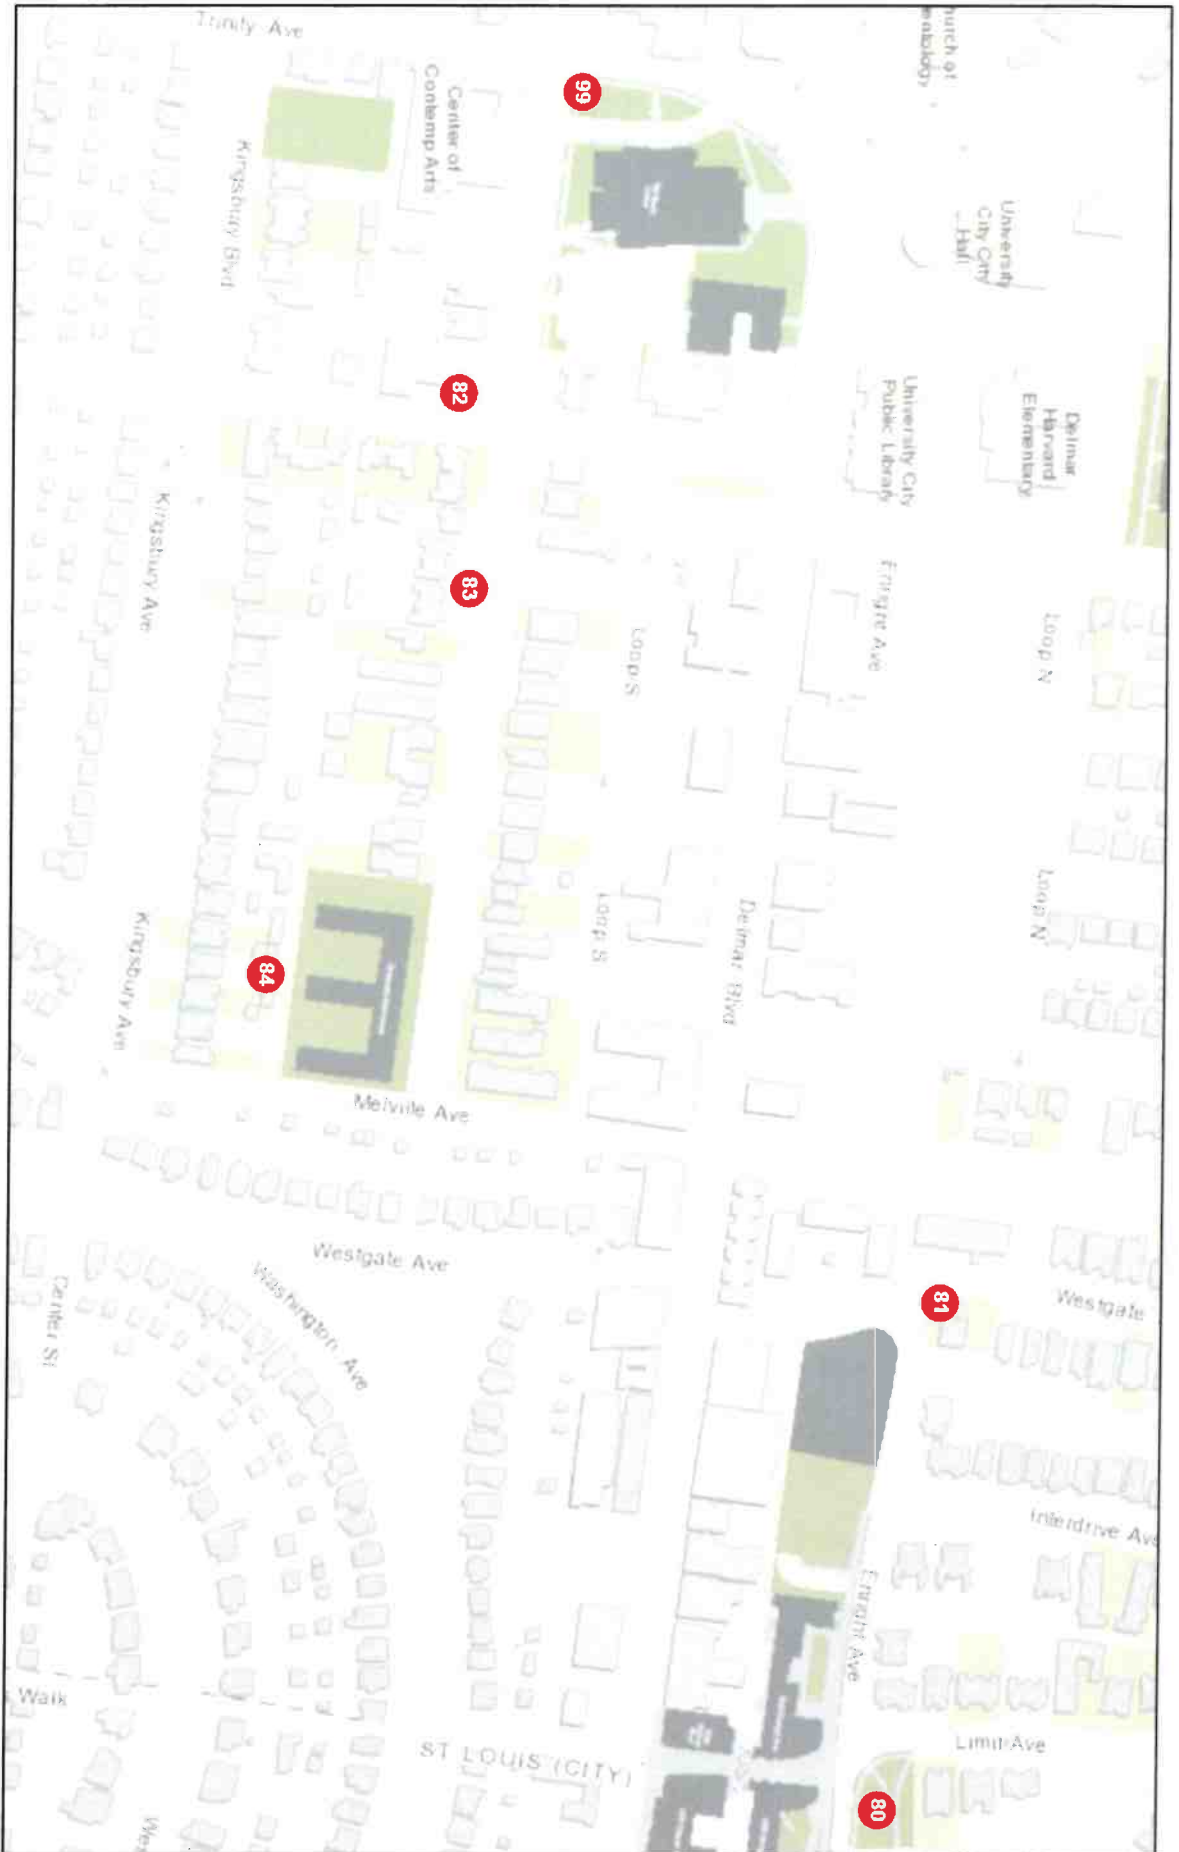 Trinity Ave
Center of
Contemp Arts
Kingsbury Blvd
99
University
City City
Hall
82
University City
Public Library
Delmar
Harvard
Elementary
Kingsbury Ave
83
Loop S
Enright Ave
Loop N
Kingsbury Ave
84
Loop S
Delmar Blvd
Loop N
Melville Ave
Westgate Ave
Washington Ave
Center St
81
Westgate
Interdrive Ave
Enright Ave
Walk
ST LOUIS (CITY)
Limit Ave
80